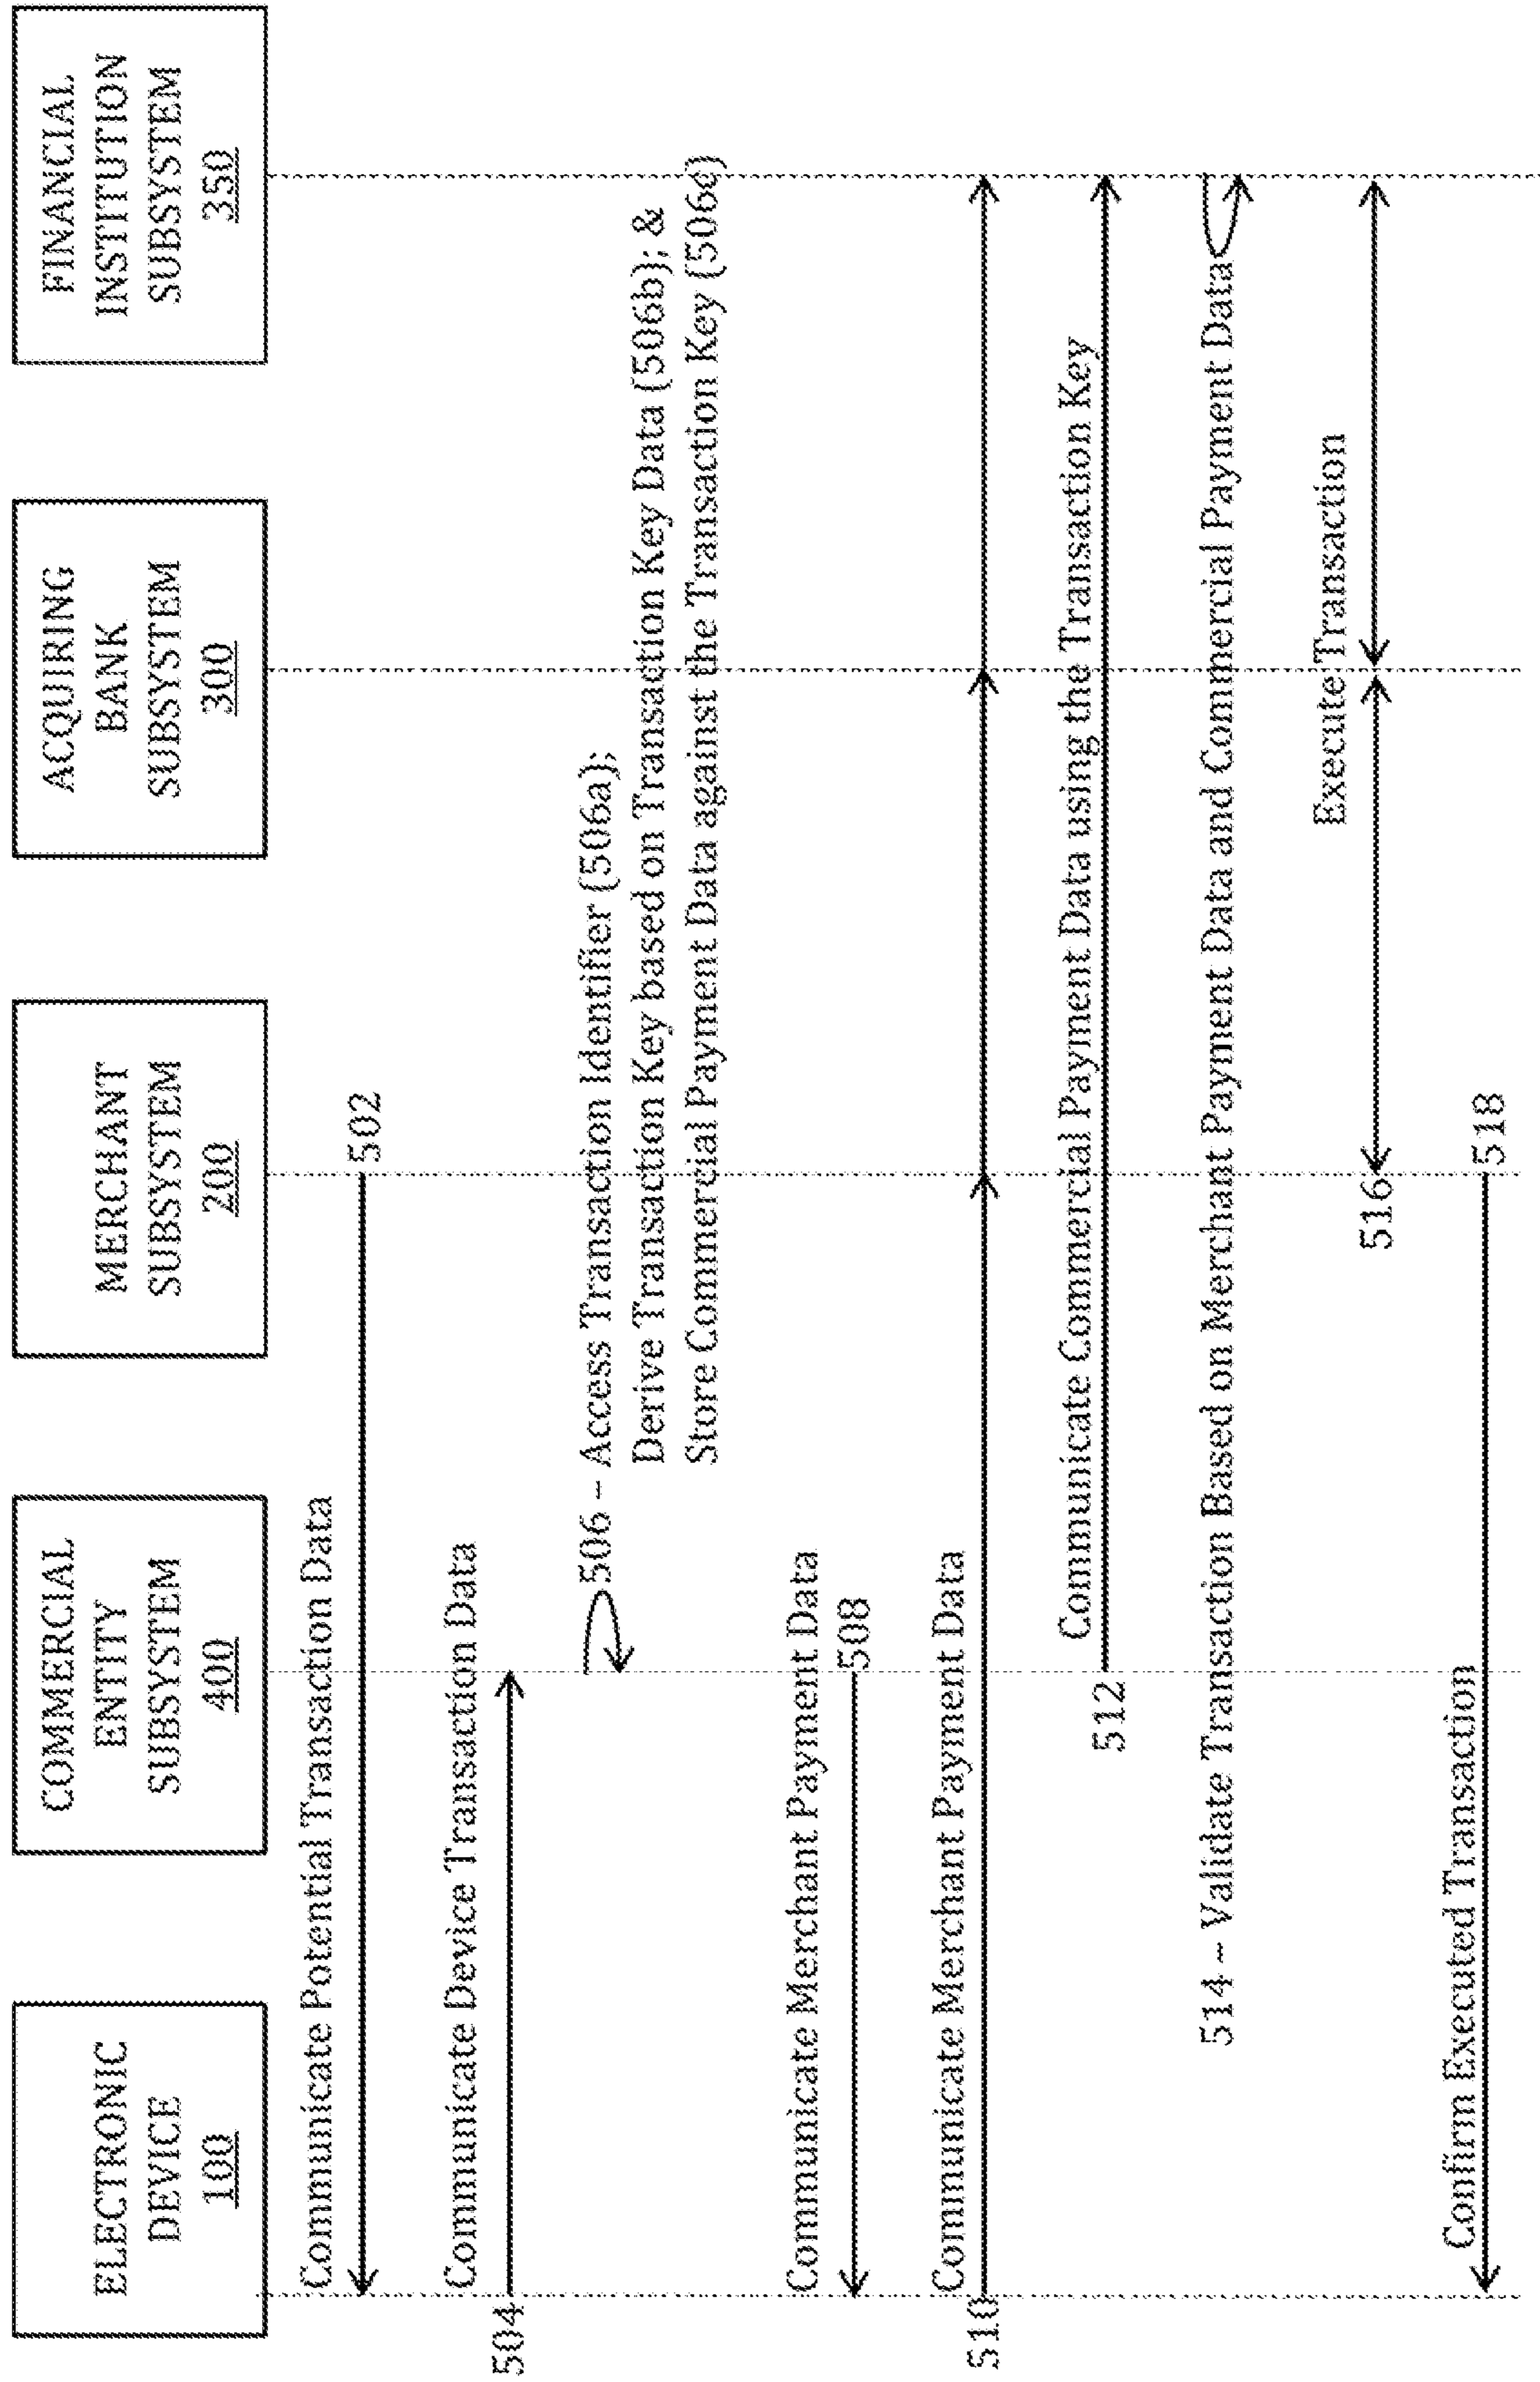 ELECTRONIC
DEVICE
100
COMMERCIAL
ENTITY
SUBSYSTEM
400
MERCHANT
SUBSYSTEM
200
ACQUIRING
BANK
SUBSYSTEM
300
FINANCIAL
INSTITUTION
SUBSYSTEM
350
Communicate Potential Transaction Data
502
Communicate Device Transaction Data
504
506 – Access Transaction Identifier (506a);
Derive Transaction Key based on Transaction Key Data (506b); &
Store Commercial Payment Data against the Transaction Key (506c)
Communicate Merchant Payment Data
508
Communicate Merchant Payment Data
510
Communicate Commercial Payment Data using the Transaction Key
512
514 – Validate Transaction Based on Merchant Payment Data and Commercial Payment Data
Execute Transaction
516
Confirm Executed Transaction
518